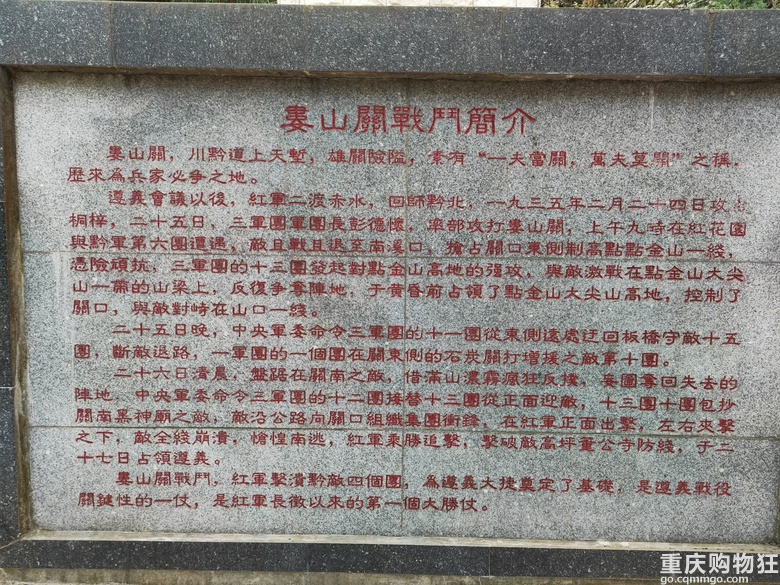 婁山關戰鬥簡介
婁山關，川黔道上天塹，雄關險隘，素有“一夫當關，萬夫莫開”之稱，
歷來為兵家必爭之地。
遵義會議以後，紅軍二渡赤水，回師黔北，一九三五年二月二十四日攻占
桐梓，二十五日，三軍團軍團長彭德懷，率部攻打婁山關，上午九時在紅花園
與黔軍第六團遭遇，敵且戰且退至南溪口，搶占關口東側制高點點金山一綫，
憑險頑抗，三軍團的十三團發起對點金山高地的强攻，與敵激戰在點金山大尖
山一帶的山梁上，反復爭奪陣地，于黄昏前占領了點金山大尖山高地，控制了
關口，與敵對峙在山口一綫。
二十五日晚，中央軍委命令三軍團的十一團從東側遠處迂回板橋守敵十五
團，斷敵退路，一軍團的一個團在關東側的石炭關打增援之敵第十團。
二十六日清晨，盤踞在關南之敵，借滿山濃霧瘋狂反撲，妄圖奪回失去的
陣地，中央軍委命令三軍團的十二團接替十三團從正面迎敵，十三團十團包抄
關南黑神廟之敵，敵沿公路向關口組織集團衝鋒，在紅軍正面出擊，左右夾擊
之下，敵全綫崩潰，愴惶南逃，紅軍乘勝追擊，擊破敵高坪董公寺防綫，于二
十七日占領遵義。
婁山關戰鬥，紅軍擊潰黔敵四個團，為遵義大捷奠定了基礎，是遵義戰役
關鍵性的一仗，是紅軍長徵以來的第一個大勝仗。
重庆购物狂
go.cqmmgo.com